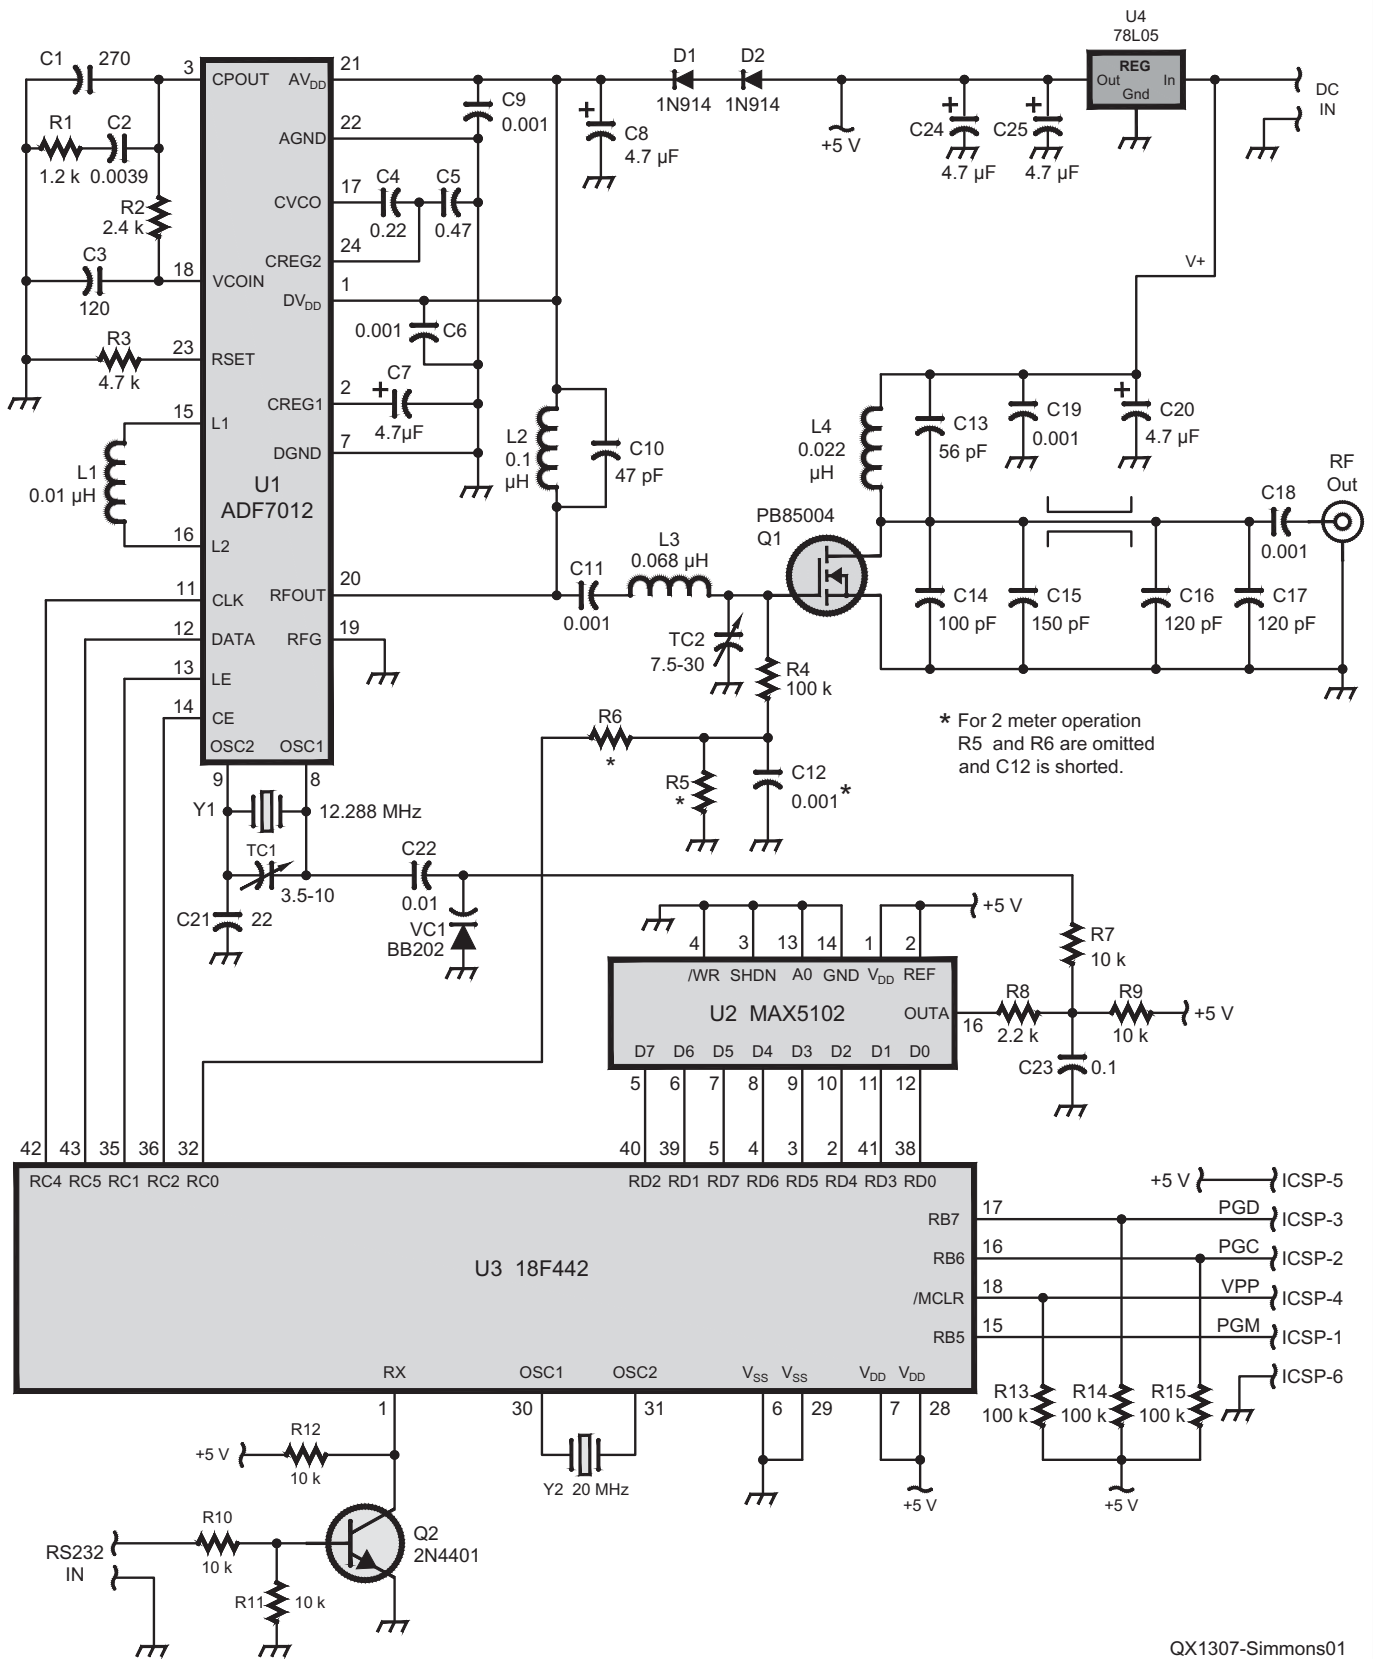 U4
78L05
REG
Out
In
Gnd
DC
IN
C1
270
3
CPOUT
AVDD
21
D1
1N914
D2
1N914
+5 V
C24
4.7 µF
C25
4.7 µF
C9
0.001
C8
4.7 µF
R1
1.2 k
C2
0.0039
AGND
22
R2
2.4 k
CVCO
17
C4
0.22
C5
0.47
CREG2
24
C3
120
18
VCOIN
DVDD
1
V+
0.001
C6
R3
4.7 k
23
RSET
CREG1
2
C7
4.7µF
DGND
7
15
L1
L1
0.01 µH
16
L2
U1
ADF7012
L2
0.1
µH
C10
47 pF
L4
0.022
µH
C13
56 pF
C19
0.001
C20
4.7 µF
RF
Out
C18
0.001
PB85004
Q1
L3
0.068 µH
C11
0.001
11
CLK
RFOUT
20
12
DATA
RFG
19
13
LE
14
CE
OSC2
OSC1
9
8
TC2
7.5-30
R4
100 k
C14
100 pF
C15
150 pF
C16
120 pF
C17
120 pF
R6
*
R5
*
C12
0.001*
* For 2 meter operation
R5 and R6 are omitted
and C12 is shorted.
Y1
12.288 MHz
TC1
3.5-10
C21
22
C22
0.01
VC1
BB202
+5 V
4
3
13
14
1
2
/WR
SHDN
A0
GND
VDD
REF
U2 MAX5102
OUTA
16
D7
D6
D5
D4
D3
D2
D1
D0
R7
10 k
R8
2.2 k
R9
10 k
+5 V
C23
0.1
5
6
7
8
9
10
11
12
42
43
35
36
32
40
39
5
4
3
2
41
38
RC4
RC5
RC1
RC2
RC0
RD2
RD1
RD7
RD6
RD5
RD4
RD3
RD0
U3 18F442
RB7
17
RB6
16
/MCLR
18
RB5
15
+5 V
ICSP-5
PGD
ICSP-3
PGC
ICSP-2
VPP
ICSP-4
PGM
ICSP-1
ICSP-6
RX
OSC1
OSC2
VSS
VSS
VDD
VDD
1
30
31
6
29
7
28
R13
100 k
R14
100 k
R15
100 k
+5 V
R12
10 k
Y2 20 MHz
+5 V
+5 V
R10
10 k
Q2
2N4401
RS232
IN
R11
10 k
QX1307-Simmons01